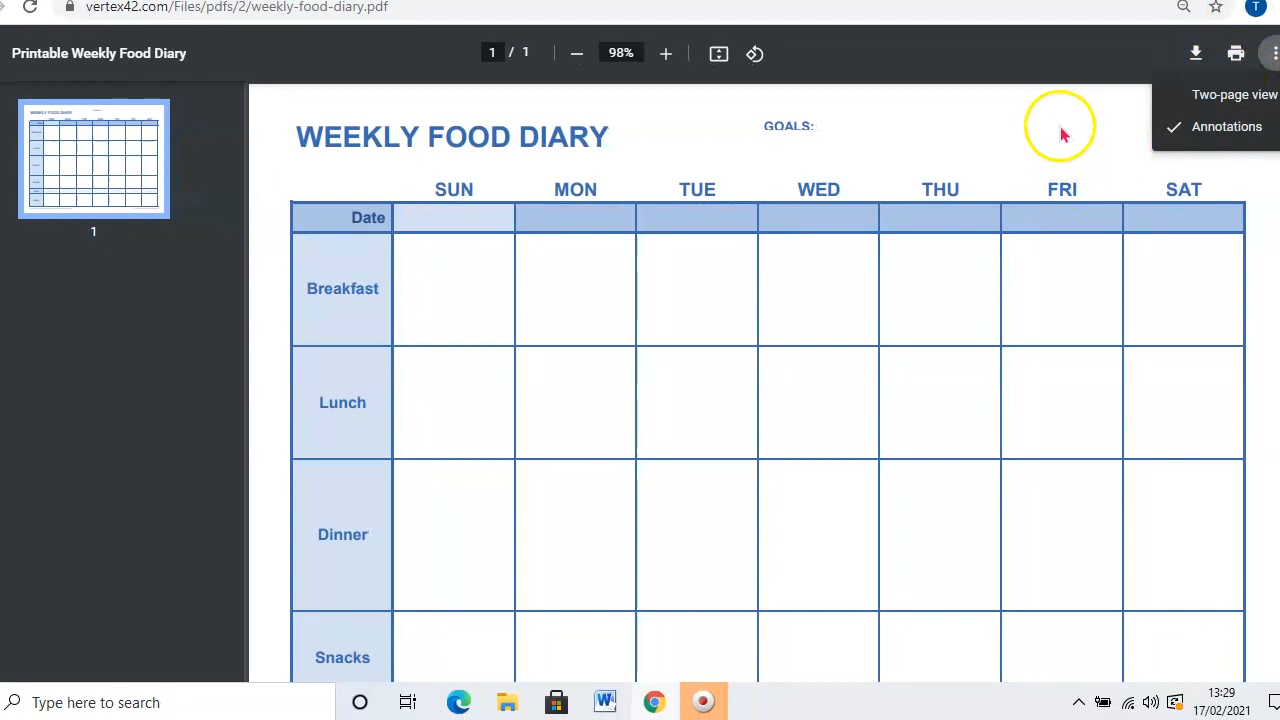 vertex42.com/Files/pdfs/2/weekly-food-diary.pdf
T
Printable Weekly Food Diary
1 / 1
98%
Two-page view
Annotations
1
WEEKLY FOOD DIARY
GOALS:
SUN MON TUE WED THU FRI SAT
Date
Breakfast
Lunch
Dinner
Snacks
Type here to search
13:29
17/02/2021